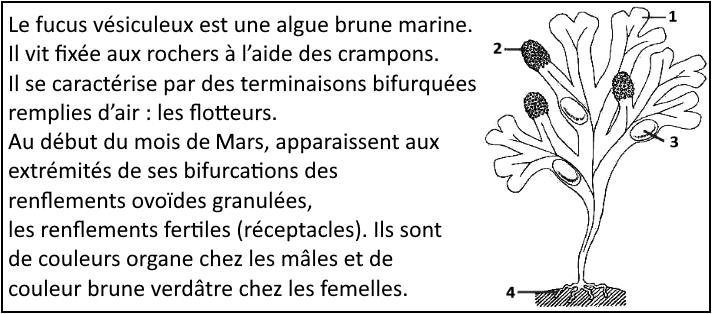 Le fucus vésiculeux est une algue brune marine.
Il vit fixée aux rochers à l’aide des crampons.
Il se caractérise par des terminaisons bifurquées
remplies d’air : les flotteurs.
Au début du mois de Mars, apparaissent aux
extrémités de ses bifurcations des
renflements ovoïdes granulées,
les renflements fertiles (réceptacles). Ils sont
de couleurs organe chez les mâles et de
couleur brune verdâtre chez les femelles.
1
2
3
4